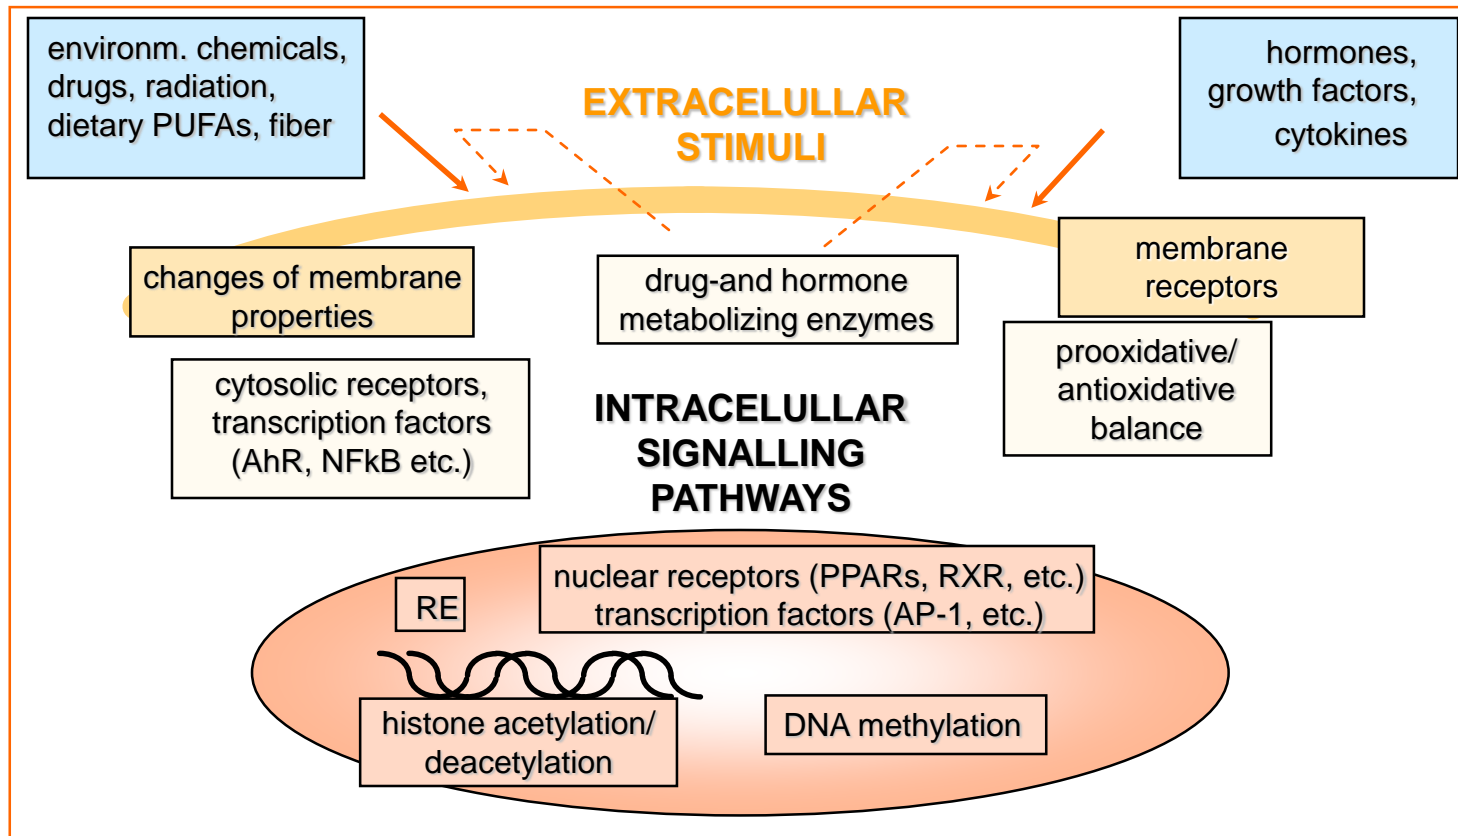 environm. chemicals,
drugs, radiation,
dietary PUFAs, fiber
EXTRACELULLAR
STIMULI
hormones,
growth factors,
cytokines
changes of membrane
properties
drug-and hormone
metabolizing enzymes
membrane
receptors
cytosolic receptors,
transcription factors
(AhR, NFkB etc.)
INTRACELULLAR
SIGNALLING
PATHWAYS
prooxidative/
antioxidative
balance
RE
nuclear receptors (PPARs, RXR, etc.)
transcription factors (AP-1, etc.)
histone acetylation/
deacetylation
DNA methylation